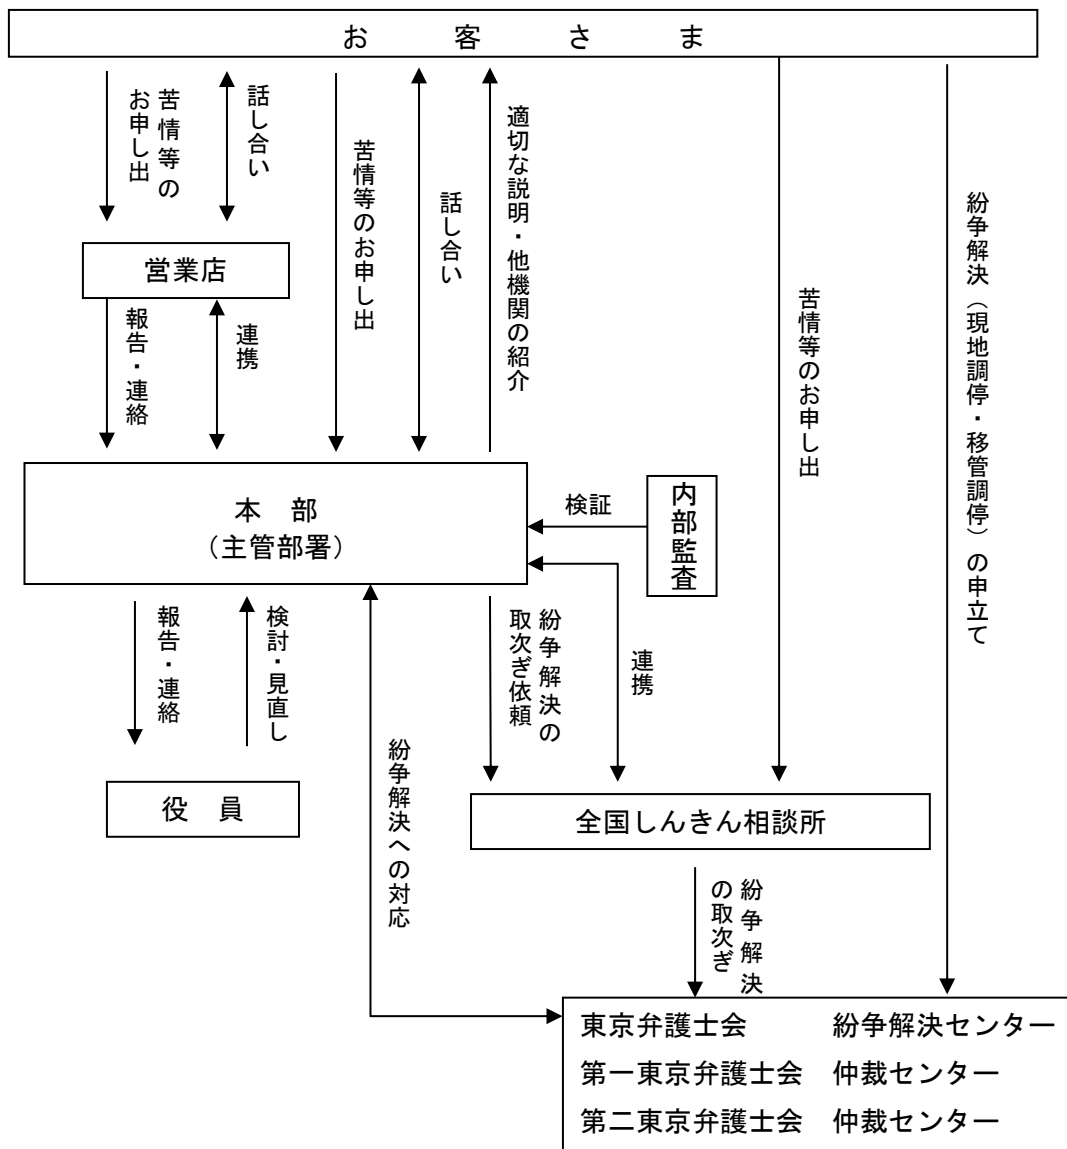 お　客　さ　ま
苦情等の
お申し出
話し合い
苦情等のお申し出
話し合い
適切な説明・他機関の紹介
苦情等のお申し出
紛争解決（現地調停・移管調停）の申立て
営業店
報告・連絡
連携
本　部
（主管部署）
検証
内部監査
報告・連絡
検討・見直し
紛争解決への対応
紛争解決の
取次ぎ依頼
連携
役　員
全国しんきん相談所
紛争解決
の取次ぎ
東京弁護士会　紛争解決センター
第一東京弁護士会　仲裁センター
第二東京弁護士会　仲裁センター